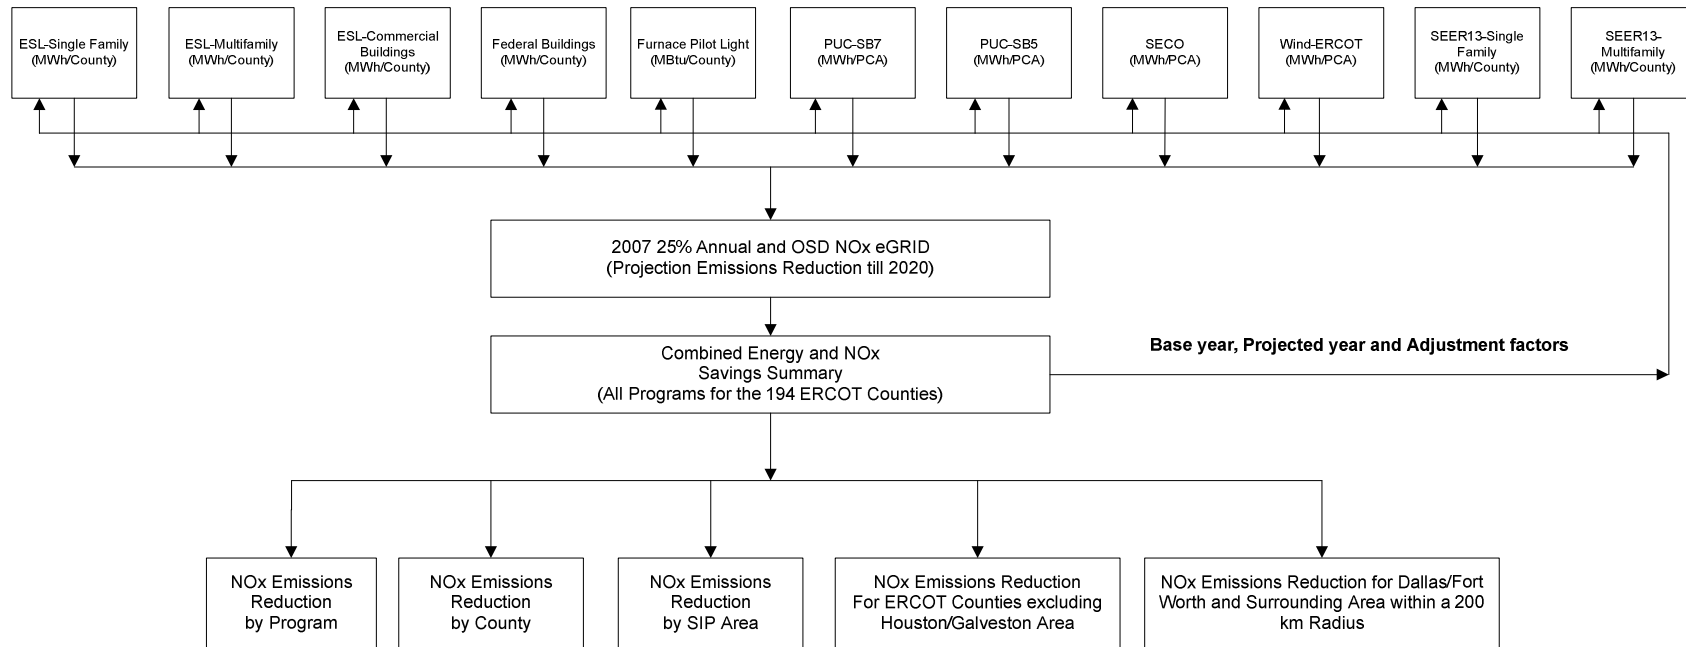 ESL-Single Family
(MWh/County)
ESL-Multifamily
(MWh/County)
ESL-Commercial
Buildings
(MWh/County)
Federal Buildings
(MWh/County)
Furnace Pilot Light
(MBtu/County)
PUC-SB7
(MWh/PCA)
PUC-SB5
(MWh/PCA)
SECO
(MWh/PCA)
Wind-ERCOT
(MWh/PCA)
SEER13-Single
Family
(MWh/County)
SEER13-
Multifamily
(MWh/County)
2007 25% Annual and OSD NOx eGRID
(Projection Emissions Reduction till 2020)
Combined Energy and NOx
Savings Summary
(All Programs for the 194 ERCOT Counties)
Base year, Projected year and Adjustment factors
NOx Emissions
Reduction
by Program
NOx Emissions
Reduction
by County
NOx Emissions
Reduction
by SIP Area
NOx Emissions Reduction
For ERCOT Counties excluding
Houston/Galveston Area
NOx Emissions Reduction for Dallas/Fort
Worth and Surrounding Area within a 200
km Radius